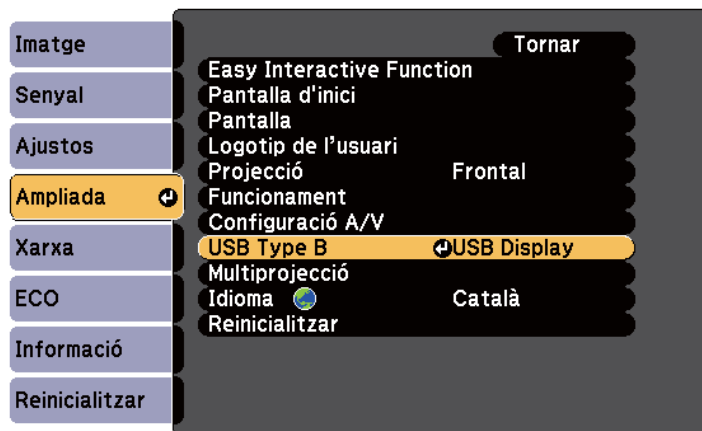 Imatge
Senyal
Ajustos
Ampliada
Xarxa
ECO
Informació
Reinicialitzar
Tornar
Easy Interactive Function
Pantalla d'inici
Pantalla
Logotip de l’usuari
Projecció Frontal
Funcionament
Configuració A/V
USB Type B USB Display
Multiprojecció
Idioma Català
Reinicialitzar